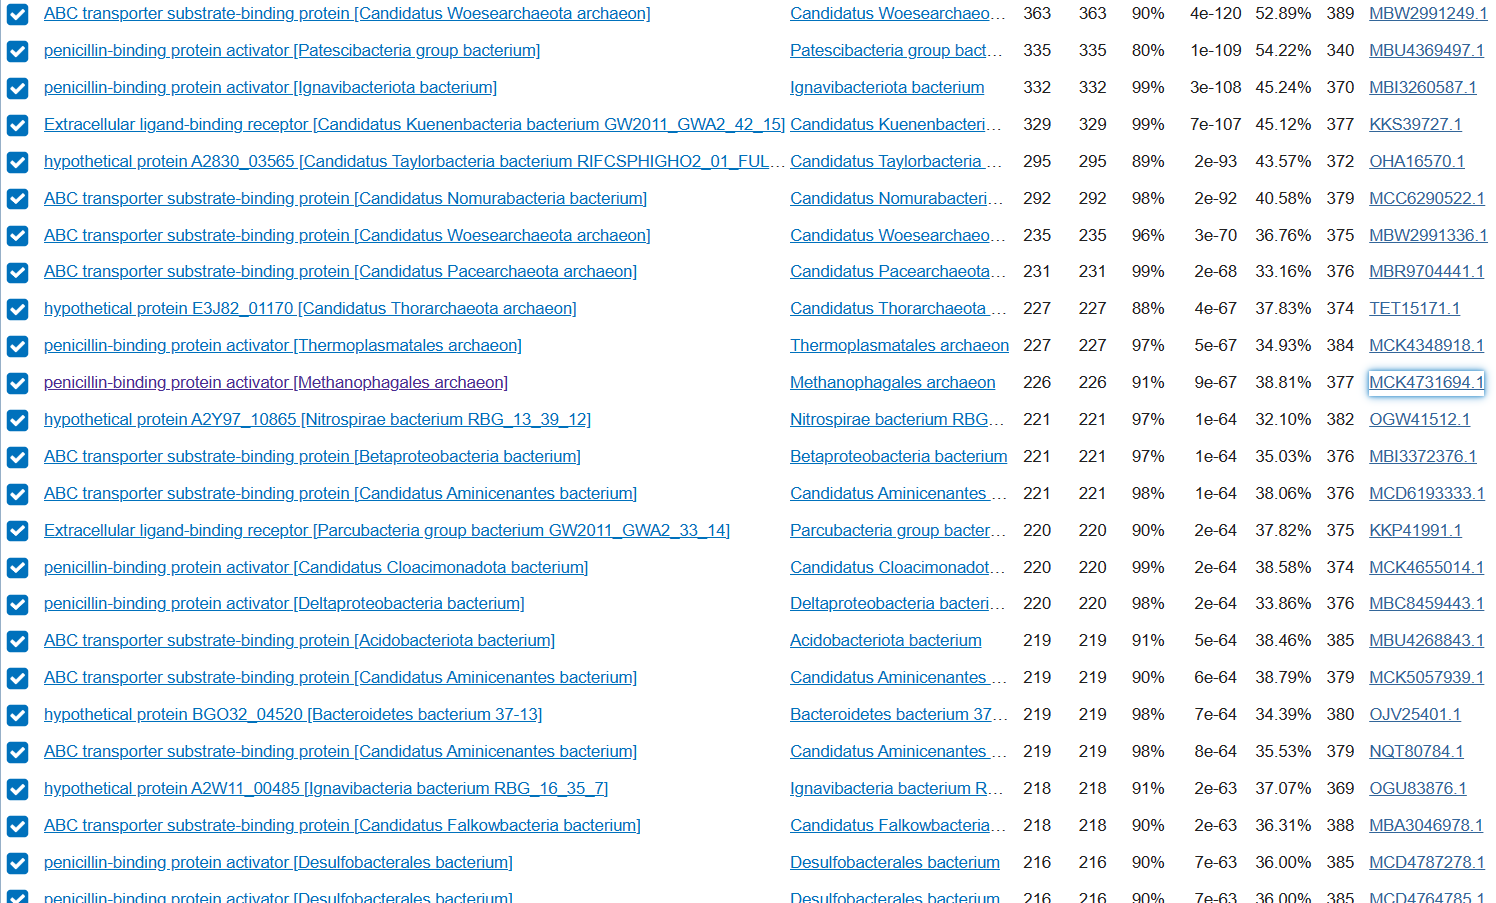 ABC transporter substrate-binding protein [Candidatus Woesearchaeota archaeon] Candidatus Woesearchaeo... 363 363 90% 4e-120 52.89% 389 MBW2991249.1
penicillin-binding protein activator [Patescibacteria group bacterium] Patescibacteria group bact... 335 335 80% 1e-109 54.22% 340 MBU4369497.1
penicillin-binding protein activator [Ignavibacteriota bacterium] Ignavibacteriota bacterium 332 332 99% 3e-108 45.24% 370 MBI3260587.1
Extracellular ligand-binding receptor [Candidatus Kuenenbacteria bacterium GW2011_GWA2_42_15] Candidatus Kuenenbacteri... 329 329 99% 7e-107 45.12% 377 KKS39727.1
hypothetical protein A2830_03565 [Candidatus Taylorbacteria bacterium RIFCSPHIGHO2_01_FUL... Candidatus Taylorbacteria ... 295 295 89% 2e-93 43.57% 372 OHA16570.1
ABC transporter substrate-binding protein [Candidatus Nomurabacteria bacterium] Candidatus Nomurabacteri... 292 292 98% 2e-92 40.58% 379 MCC6290522.1
ABC transporter substrate-binding protein [Candidatus Woesearchaeota archaeon] Candidatus Woesearchaeo... 235 235 96% 3e-70 36.76% 375 MBW2991336.1
ABC transporter substrate-binding protein [Candidatus Pacearchaeota archaeon] Candidatus Pacearchaeota... 231 231 99% 2e-68 33.16% 376 MBR9704441.1
hypothetical protein E3J82_01170 [Candidatus Thorarchaeota archaeon] Candidatus Thorarchaeota ... 227 227 88% 4e-67 37.83% 374 TET15171.1
penicillin-binding protein activator [Thermoplasmatales archaeon] Thermoplasmatales archaeon 227 227 97% 5e-67 34.93% 384 MCK4348918.1
penicillin-binding protein activator [Methanophagales archaeon] Methanophagales archaeon 226 226 91% 9e-67 38.81% 377 MCK4731694.1
hypothetical protein A2Y97_10865 [Nitrospirae bacterium RBG_13_39_12] Nitrospirae bacterium RBG... 221 221 97% 1e-64 32.10% 382 OGW41512.1
ABC transporter substrate-binding protein [Betaproteobacteria bacterium] Betaproteobacteria bacterium 221 221 97% 1e-64 35.03% 376 MBI3372376.1
ABC transporter substrate-binding protein [Candidatus Aminicenantes bacterium] Candidatus Aminicenantes ... 221 221 98% 1e-64 38.06% 376 MCD6193333.1
Extracellular ligand-binding receptor [Parcubacteria group bacterium GW2011_GWA2_33_14] Parcubacteria group bacter... 220 220 90% 2e-64 37.82% 375 KKP41991.1
penicillin-binding protein activator [Candidatus Cloacimonadota bacterium] Candidatus Cloacimonadot... 220 220 99% 2e-64 38.58% 374 MCK4655014.1
penicillin-binding protein activator [Deltaproteobacteria bacterium] Deltaproteobacteria bacteri... 220 220 98% 2e-64 33.86% 376 MBC8459443.1
ABC transporter substrate-binding protein [Acidobacteriota bacterium] Acidobacteriota bacterium 219 219 91% 5e-64 38.46% 385 MBU4268843.1
ABC transporter substrate-binding protein [Candidatus Aminicenantes bacterium] Candidatus Aminicenantes ... 219 219 90% 6e-64 38.79% 379 MCK5057939.1
hypothetical protein BGO32_04520 [Bacteroidetes bacterium 37-13] Bacteroidetes bacterium 37... 219 219 98% 7e-64 34.39% 380 OJV25401.1
ABC transporter substrate-binding protein [Candidatus Aminicenantes bacterium] Candidatus Aminicenantes ... 219 219 98% 8e-64 35.53% 379 NQT80784.1
hypothetical protein A2W11_00485 [Ignavibacteria bacterium RBG_16_35_7] Ignavibacteria bacterium R... 218 218 91% 2e-63 37.07% 369 OGU83876.1
ABC transporter substrate-binding protein [Candidatus Falkowbacteria bacterium] Candidatus Falkowbacteria... 218 218 90% 2e-63 36.31% 388 MBA3046978.1
penicillin-binding protein activator [Desulfobacterales bacterium] Desulfobacterales bacterium 216 216 90% 7e-63 36.00% 385 MCD4787278.1
penicillin-binding protein activator [Desulfobacterales bacterium] Desulfobacterales bacterium 216 216 90% 7e-63 36.00% 385 MCD4764785.1